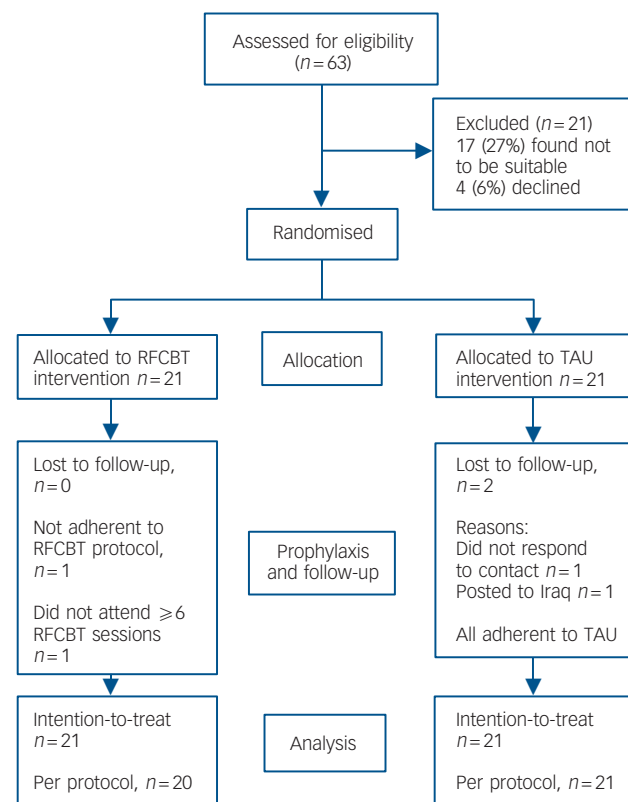 Assessed for eligibility
(n=63)
Excluded (n=21)
17 (27%) found not
to be suitable
4 (6%) declined
Randomised
Allocated to RFCBT
intervention n=21
Allocation
Allocated to TAU
intervention n=21
Lost to follow-up,
n=0
Not adherent to
RFCBT protocol,
n=1
Did not attend ⩾6
RFCBT sessions
n=1
Prophylaxis
and follow-up
Lost to follow-up,
n=2
Reasons:
Did not respond
to contact n=1
Posted to Iraq n=1
All adherent to TAU
Intention-to-treat
n=21
Per protocol, n=20
Analysis
Intention-to-treat
n=21
Per protocol, n=21